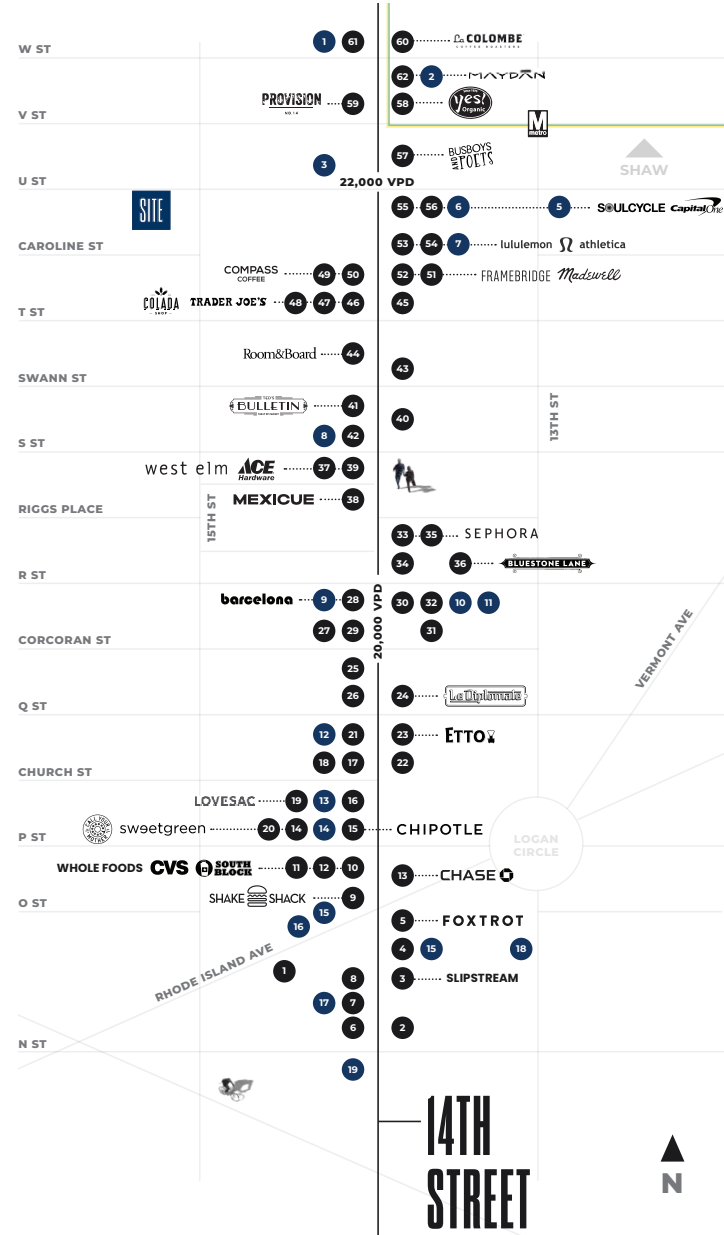 1 61 60 La COLOMBE
COFFEE ROASTERS
W ST
62 2 MAYDĀN
PROVISION
NO. 14
59 58 yes!
Organic
M
metro
V ST
57 BUSBOYS
AND POETS
3
SHAW
U ST
22,000 VPD
SITE
55 56 6 5 SOULCYCLE Capital One
CAROLINE ST
53 54 7 lululemon athletica
COMPASS
COFFEE
49 50 52 51 FRAMEBRIDGE Madewell
COLADA
SHOP
TRADER JOE'S 48 47 46 45
T ST
Room&Board 44
43
SWANN ST
TED'S
BULLETIN
41
40
13TH ST
8 42
S ST
west elm ACE
Hardware
37 39
MEXICUE 38
15TH ST
RIGGS PLACE
33 35 SEPHORA
34 36 BLUESTONE LANE
R ST
20,000 VPD
barcelona 9 28 30 32 10 11
27 29 31
CORCORAN ST
VERMONT AVE
25
26 24 Le Diplomate
Q ST
12 21 23 ETTO
18 17 22
CHURCH ST
LOVESAC 19 13 16
CALL YOUR
MOTHER
sweetgreen 20 14 14 15 CHIPOTLE
P ST
LOGAN
CIRCLE
WHOLE FOODS CVS SOUTH
BLOCK
11 12 10
13 CHASE
SHAKE SHACK 9
O ST
15
16
5 FOXTROT
4 15 18
RHODE ISLAND AVE
1
8 3 SLIPSTREAM
17 7
6 2
N ST
19
14TH
STREET
N